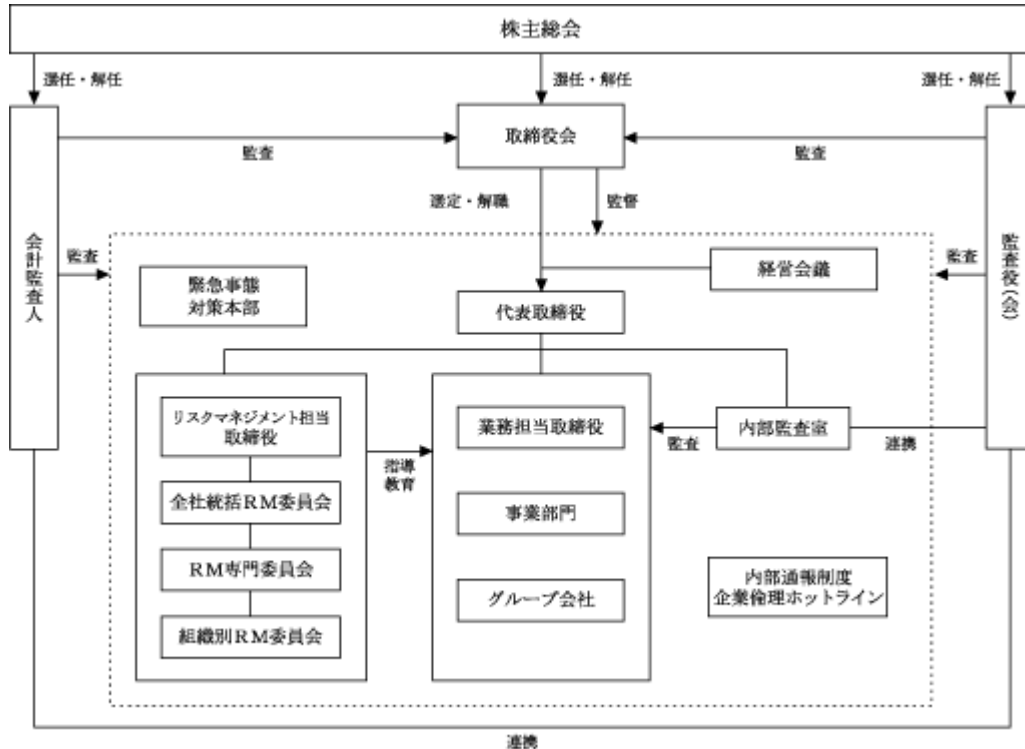 株主総会
選任・解任
選任・解任
選任・解任
取締役会
監査
監査
選定・解職
監督
会計監査人
監査役(会)
監査
監査
緊急事態
対策本部
経営会議
代表取締役
リスクマネジメント担当
取締役
業務担当取締役
内部監査室
監査
連携
指導
教育
全社統括RM委員会
事業部門
RM専門委員会
内部通報制度
企業倫理ホットライン
グループ会社
組織別RM委員会
連携